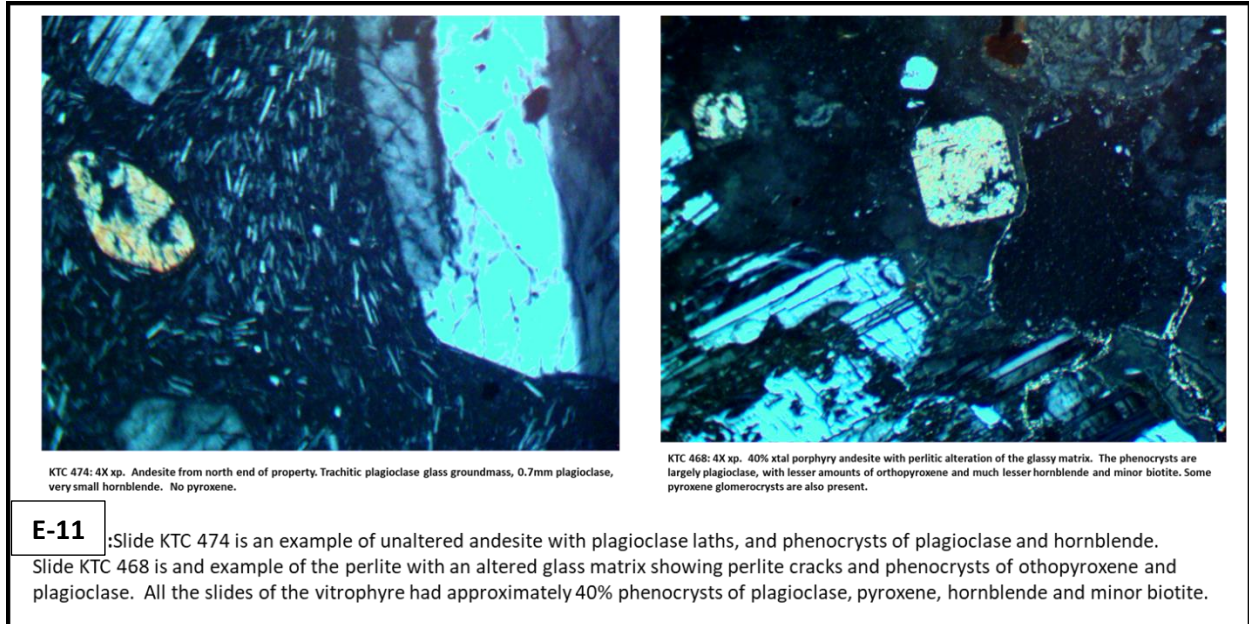 KTC 474: 4X xp. Andesite from north end of property. Trachitic plagioclase glass groundmass, 0.7mm plagioclase,
very small hornblende. No pyroxene.
KTC 468: 4X xp. 40% xtal porphyry andesite with perlitic alteration of the glassy matrix. The phenocrysts are
largely plagioclase, with lesser amounts of orthopyroxene and much lesser hornblende and minor biotite. Some
pyroxene glomerocrysts are also present.
E-11 :Slide KTC 474 is an example of unaltered andesite with plagioclase laths, and phenocrysts of plagioclase and hornblende.
Slide KTC 468 is and example of the perlite with an altered glass matrix showing perlite cracks and phenocrysts of othopyroxene and
plagioclase. All the slides of the vitrophyre had approximately 40% phenocrysts of plagioclase, pyroxene, hornblende and minor biotite.